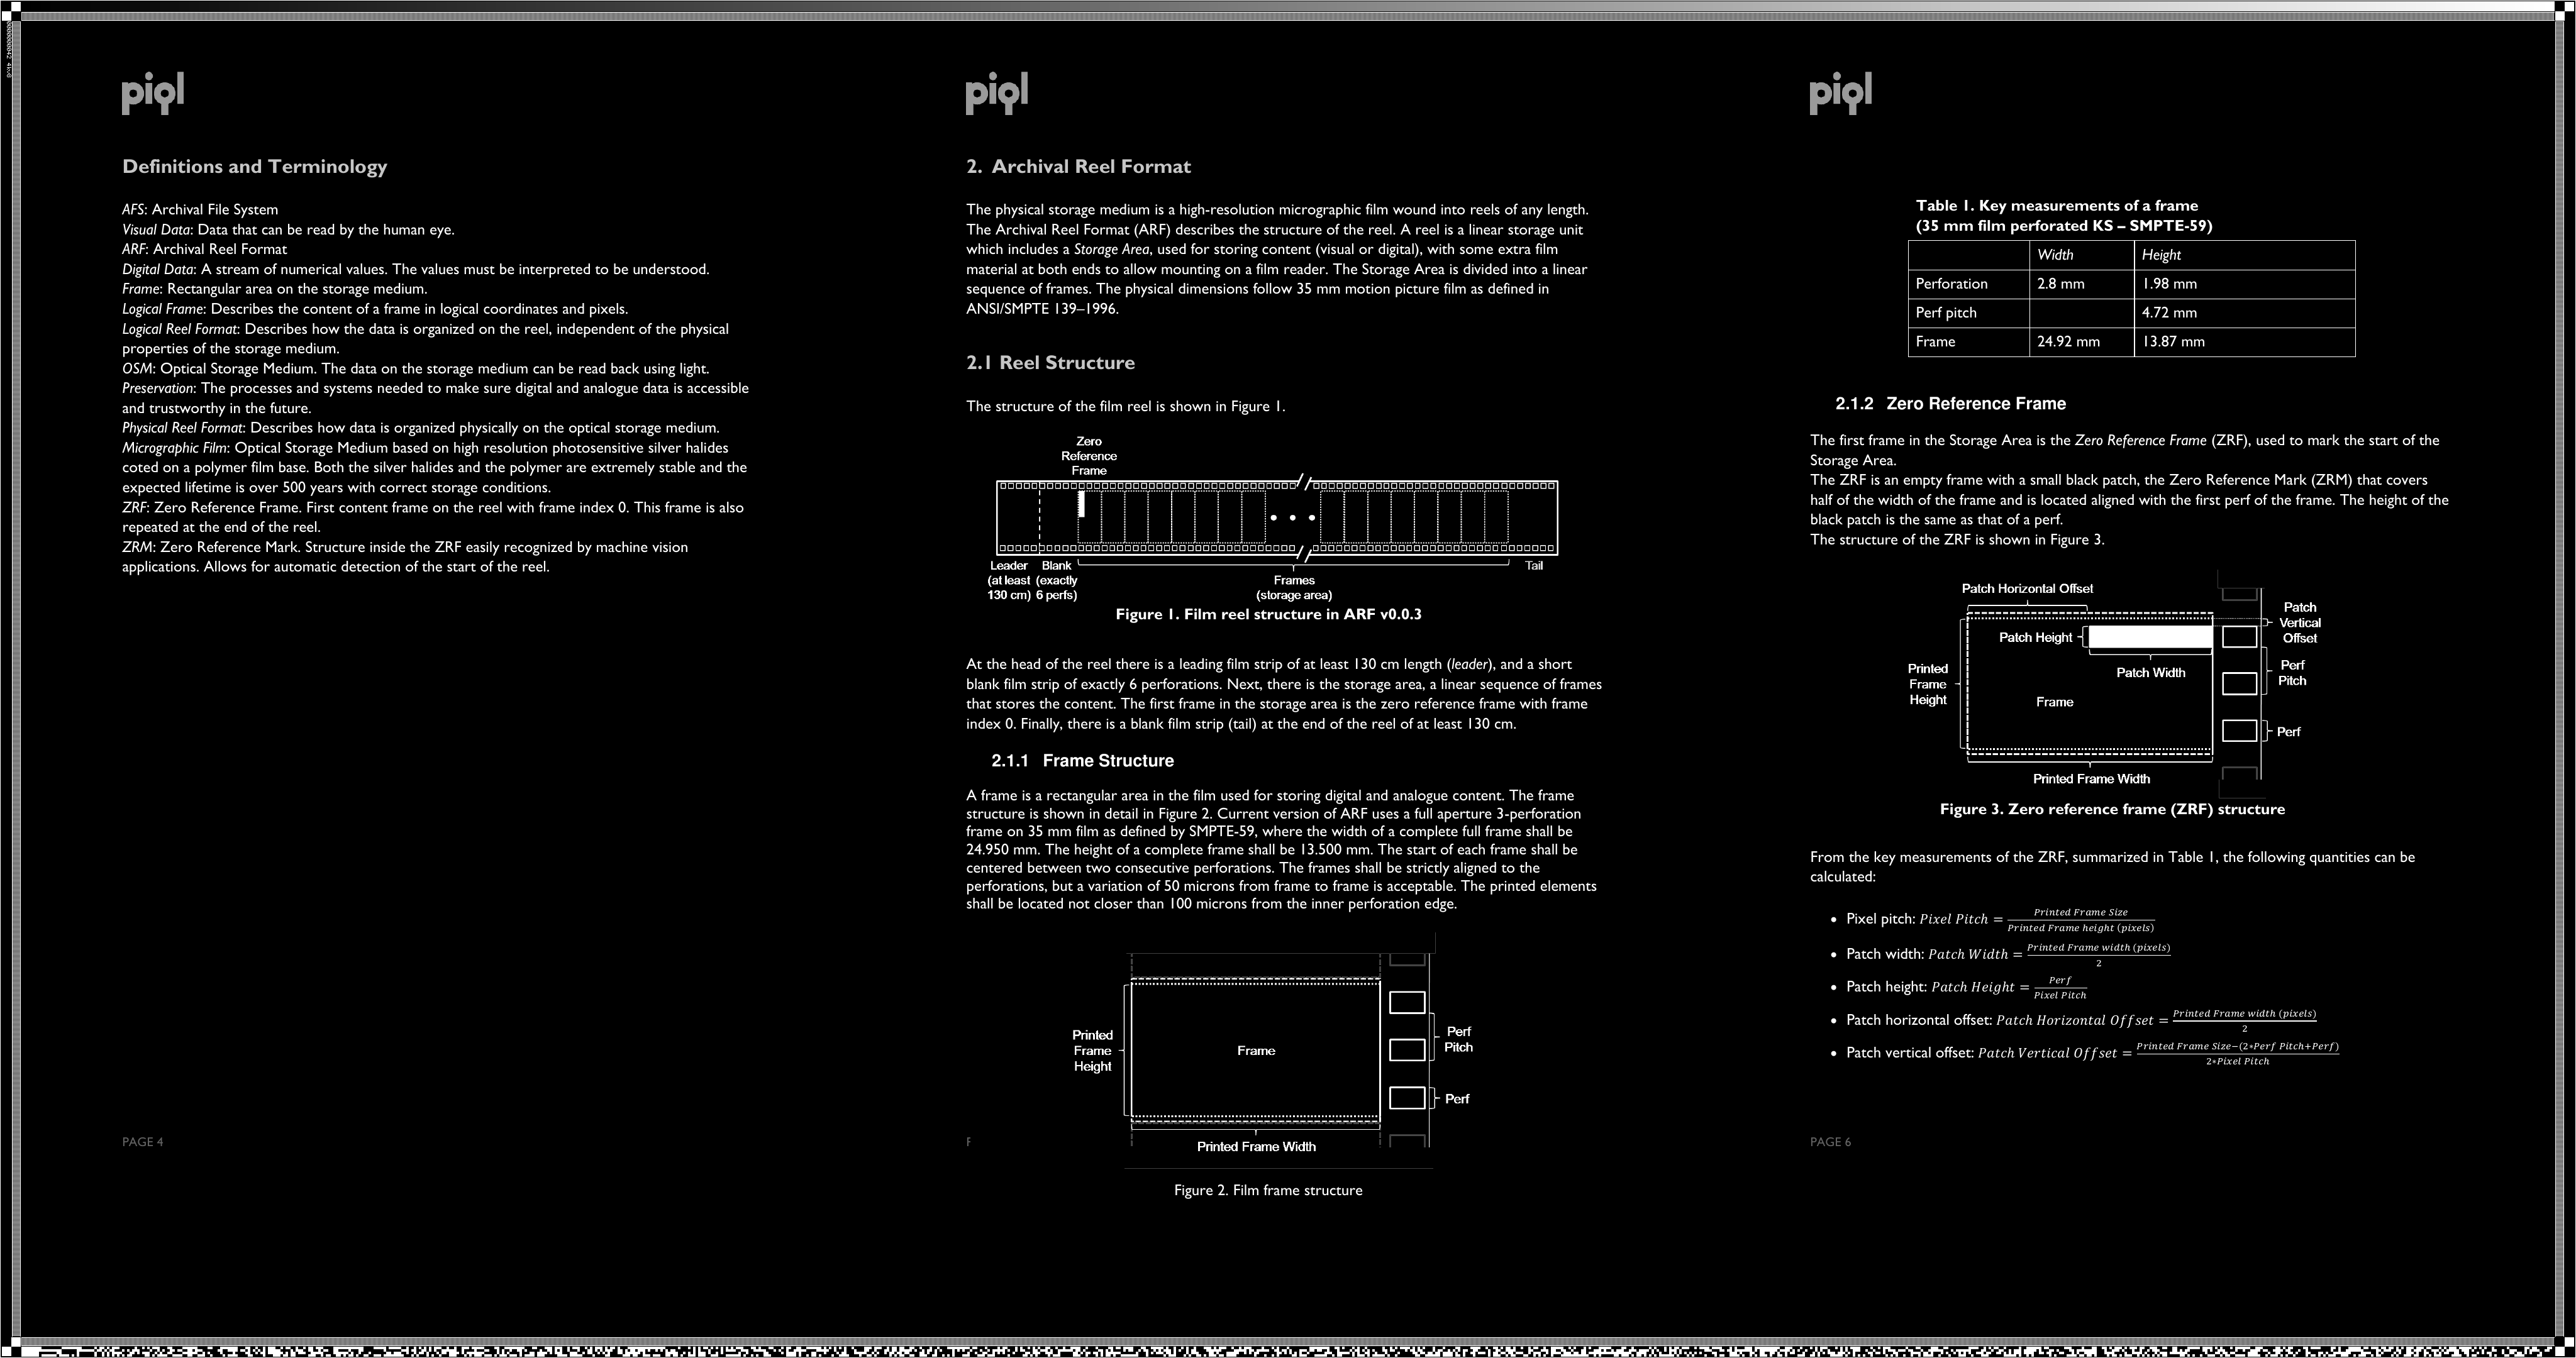 piql
Definitions and Terminology
AFS: Archival File System
Visual Data: Data that can be read by the human eye.
ARF: Archival Reel Format
Digital Data: A stream of numerical values. The values must be interpreted to be understood.
Frame: Rectangular area on the storage medium.
Logical Frame: Describes the content of a frame in logical coordinates and pixels.
Logical Reel Format: Describes how the data is organized on the reel, independent of the physical
properties of the storage medium.
OSM: Optical Storage Medium. The data on the storage medium can be read back using light.
Preservation: The processes and systems needed to make sure digital and analogue data is accessible
and trustworthy in the future.
Physical Reel Format: Describes how data is organized physically on the optical storage medium.
Micrographic Film: Optical Storage Medium based on high resolution photosensitive silver halides
coted on a polymer film base. Both the silver halides and the polymer are extremely stable and the
expected lifetime is over 500 years with correct storage conditions.
ZRF: Zero Reference Frame. First content frame on the reel with frame index 0. This frame is also
repeated at the end of the reel.
ZRM: Zero Reference Mark. Structure inside the ZRF easily recognized by machine vision
applications. Allows for automatic detection of the start of the reel.
PAGE 4
piql
2. Archival Reel Format
The physical storage medium is a high-resolution micrographic film wound into reels of any length.
The Archival Reel Format (ARF) describes the structure of the reel. A reel is a linear storage unit
which includes a Storage Area, used for storing content (visual or digital), with some extra film
material at both ends to allow mounting on a film reader. The Storage Area is divided into a linear
sequence of frames. The physical dimensions follow 35 mm motion picture film as defined in
ANSI/SMPTE 139–1996.
2.1 Reel Structure
The structure of the film reel is shown in Figure 1.
Zero
Reference
Frame
Leader
(at least
130 cm)
Blank
(exactly
6 perfs)
Frames
(storage area)
Tail
Figure 1. Film reel structure in ARF v0.0.3
At the head of the reel there is a leading film strip of at least 130 cm length (leader), and a short
blank film strip of exactly 6 perforations. Next, there is the storage area, a linear sequence of frames
that stores the content. The first frame in the storage area is the zero reference frame with frame
index 0. Finally, there is a blank film strip (tail) at the end of the reel of at least 130 cm.
2.1.1 Frame Structure
A frame is a rectangular area in the film used for storing digital and analogue content. The frame
structure is shown in detail in Figure 2. Current version of ARF uses a full aperture 3-perforation
frame on 35 mm film as defined by SMPTE-59, where the width of a complete full frame shall be
24.950 mm. The height of a complete frame shall be 13.500 mm. The start of each frame shall be
centered between two consecutive perforations. The frames shall be strictly aligned to the
perforations, but a variation of 50 microns from frame to frame is acceptable. The printed elements
shall be located not closer than 100 microns from the inner perforation edge.
Printed
Frame
Height
Frame
Perf
Pitch
Perf
Printed Frame Width
Figure 2. Film frame structure
piql
Table 1. Key measurements of a frame
(35 mm film perforated KS – SMPTE-59)
Width Height
Perforation 2.8 mm 1.98 mm
Perf pitch 4.72 mm
Frame 24.92 mm 13.87 mm
2.1.2 Zero Reference Frame
The first frame in the Storage Area is the Zero Reference Frame (ZRF), used to mark the start of the
Storage Area.
The ZRF is an empty frame with a small black patch, the Zero Reference Mark (ZRM) that covers
half of the width of the frame and is located aligned with the first perf of the frame. The height of the
black patch is the same as that of a perf.
The structure of the ZRF is shown in Figure 3.
Patch Horizontal Offset
Patch
Vertical
Offset
Patch Height
Patch Width
Perf
Pitch
Printed
Frame
Height
Frame
Perf
Printed Frame Width
Figure 3. Zero reference frame (ZRF) structure
From the key measurements of the ZRF, summarized in Table 1, the following quantities can be
calculated:
• Pixel pitch: Pixel Pitch = Printed Frame Size / Printed Frame height (pixels)
• Patch width: Patch Width = Printed Frame width (pixels) / 2
• Patch height: Patch Height = Perf / Pixel Pitch
• Patch horizontal offset: Patch Horizontal Offset = Printed Frame width (pixels) / 2
• Patch vertical offset: Patch Vertical Offset = Printed Frame Size−(2∗Perf Pitch+Perf) / 2∗Pixel Pitch
PAGE 6